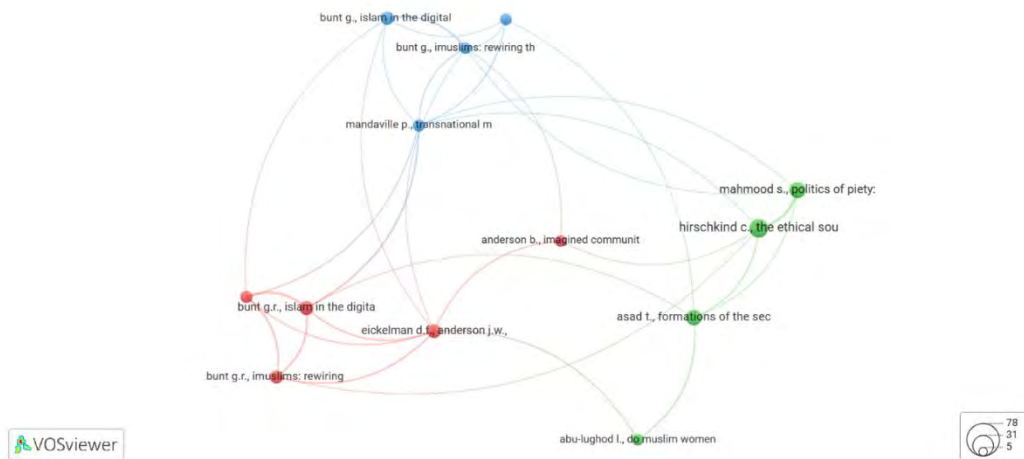 bunt g., islam in the digital
bunt g., imuslims: rewiring th
mandaville p., transnational m
mahmood s., politics of piety:
hirschkind c., the ethical sou
anderson b., imagined communit
bunt g.r., islam in the digita
asad t., formations of the sec
eickelman d.f., anderson j.w.,
bunt g.r., imuslims: rewiring
abu-lughod l., do muslim women
VOSviewer
78
31
5